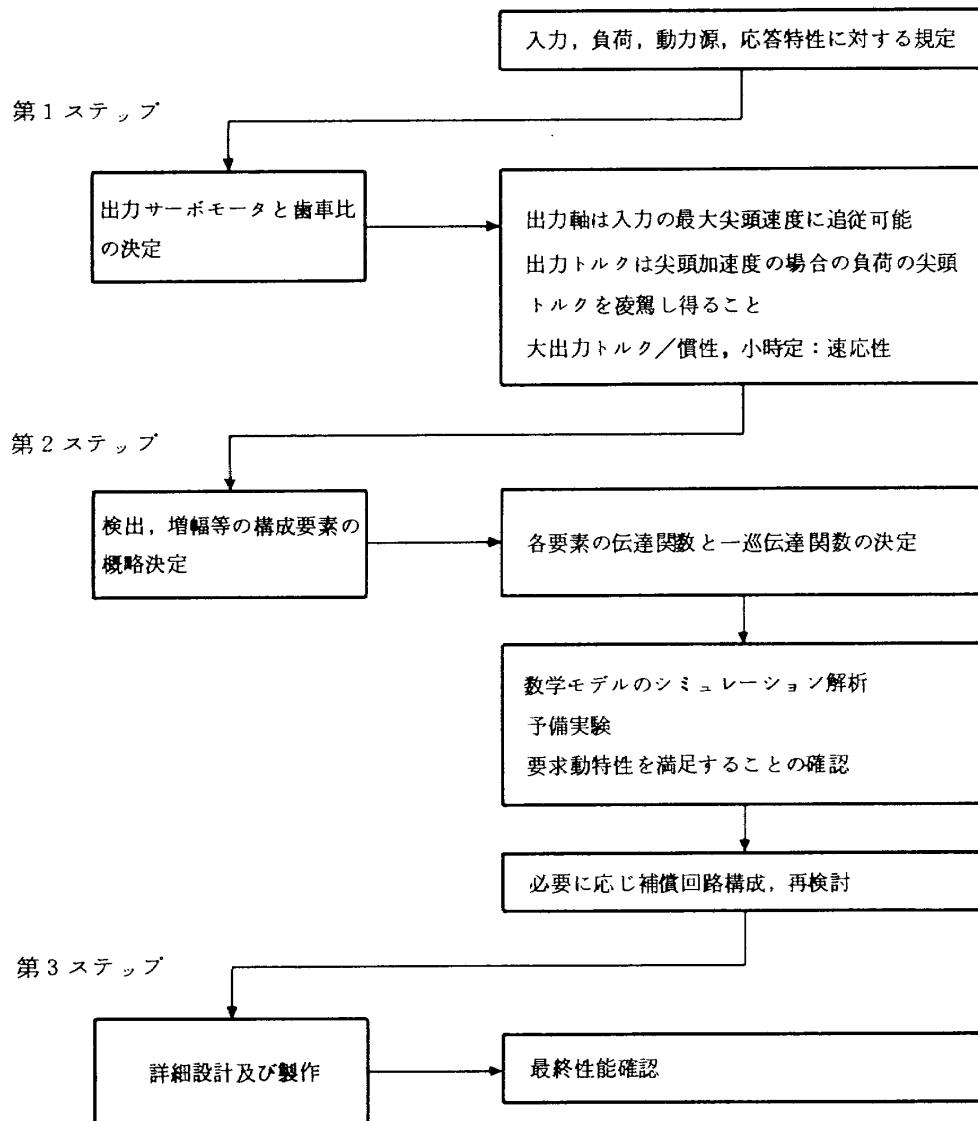 入力，負荷，動力源，応答特性に対する規定
第1ステップ
出力サーボモータと歯車比
の決定
出力軸は入力の最大尖頭速度に追従可能
出力トルクは尖頭加速度の場合の負荷の尖頭
トルクを凌駕し得ること
大出力トルク／慣性，小時定：速応性
第2ステップ
検出，増幅等の構成要素の
概略決定
各要素の伝達関数と一巡伝達関数の決定
数学モデルのシミュレーション解析
予備実験
要求動特性を満足することの確認
必要に応じ補償回路構成，再検討
第3ステップ
詳細設計及び製作
最終性能確認